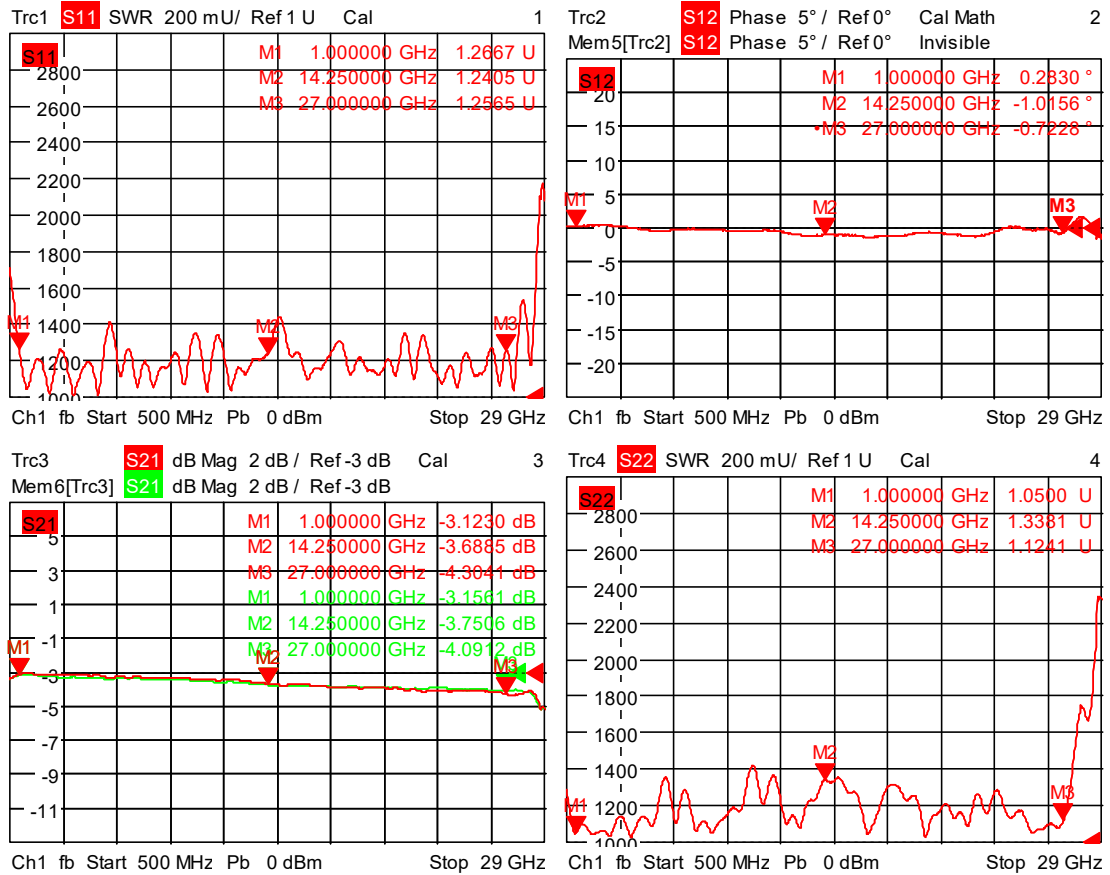 Trc1 S11 SWR 200 mU/ Ref 1 U Cal 1
S11
M1 1.000000 GHz 1.2667 U
M2 14.250000 GHz 1.2405 U
M3 27.000000 GHz 1.2565 U
2800
2600
2400
2200
2000
1800
1600
1400
1200
1000
M1
M2
M3
Ch1 fb Start 500 MHz Pb 0 dBm Stop 29 GHz
Trc2 S12 Phase 5° / Ref 0° Cal Math 2
Mem5[Trc2] S12 Phase 5° / Ref 0° Invisible
S12
M1 1.000000 GHz 0.2830 °
M2 14.250000 GHz -1.0156 °
•M3 27.000000 GHz -0.7228 °
20
15
10
5
0
-5
-10
-15
-20
M1
M2
M3
Ch1 fb Start 500 MHz Pb 0 dBm Stop 29 GHz
Trc3 S21 dB Mag 2 dB / Ref -3 dB Cal 3
Mem6[Trc3] S21 dB Mag 2 dB / Ref -3 dB
S21
M1 1.000000 GHz -3.1230 dB
M2 14.250000 GHz -3.6885 dB
M3 27.000000 GHz -4.3041 dB
M1 1.000000 GHz -3.1561 dB
M2 14.250000 GHz -3.7506 dB
M3 27.000000 GHz -4.0912 dB
5
3
1
-1
-3
-5
-7
-9
-11
M1
M2
M3
Ch1 fb Start 500 MHz Pb 0 dBm Stop 29 GHz
Trc4 S22 SWR 200 mU/ Ref 1 U Cal 4
S22
M1 1.000000 GHz 1.0500 U
M2 14.250000 GHz 1.3381 U
M3 27.000000 GHz 1.1241 U
2800
2600
2400
2200
2000
1800
1600
1400
1200
1000
M1
M2
M3
Ch1 fb Start 500 MHz Pb 0 dBm Stop 29 GHz